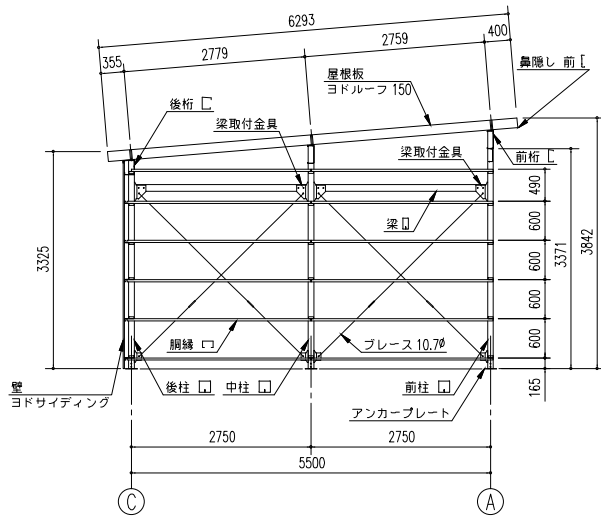 6293
355
2779
2759
400
鼻隠し 前
屋根板
ヨドルーフ 150
後桁
梁取付金具
梁取付金具
前桁
梁
490
600
600
600
600
165
3325
3371
3842
胴縁
ブレース 10.7φ
壁
ヨドサイディング
後柱
中柱
前柱
アンカープレート
2750
2750
5500
C
A